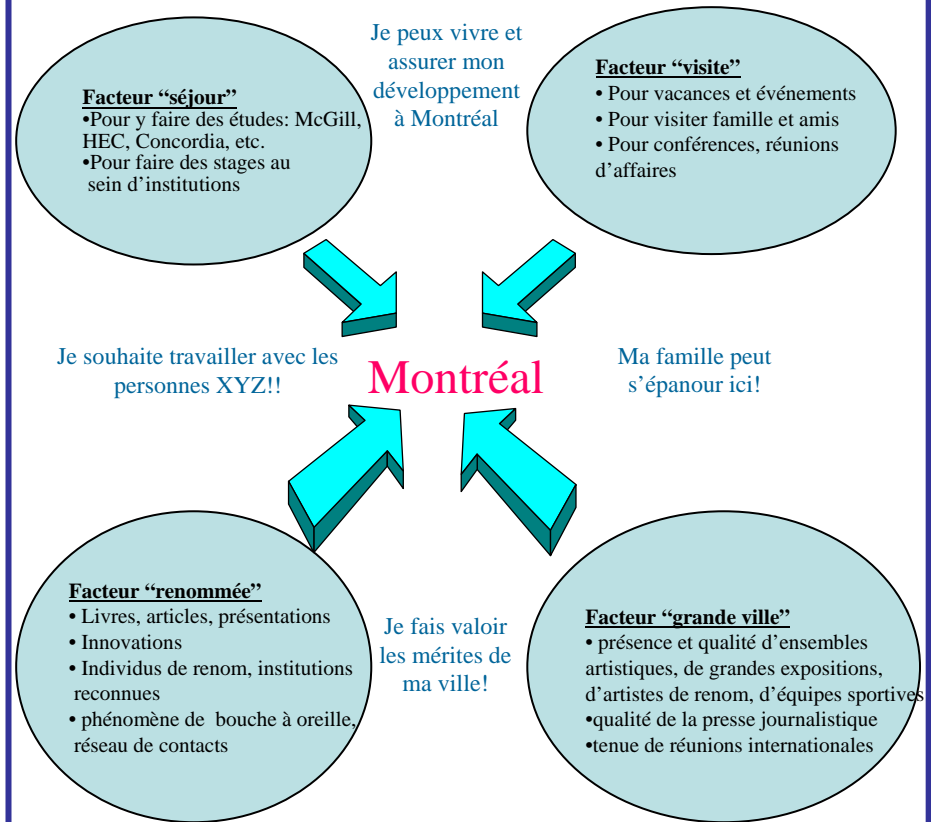 Je peux vivre et
assurer mon
développement
à Montréal
Facteur “séjour”
•Pour y faire des études: McGill,
HEC, Concordia, etc.
•Pour faire des stages au
sein d’institutions
Facteur “visite”
• Pour vacances et événements
• Pour visiter famille et amis
• Pour conférences, réunions
d’affaires
Je souhaite travailler avec les
personnes XYZ!!
Montréal
Ma famille peut
s’épanour ici!
Facteur “renommée”
• Livres, articles, présentations
• Innovations
• Individus de renom, institutions
reconnues
• phénomène de bouche à oreille,
réseau de contacts
Je fais valoir
les mérites de
ma ville!
Facteur “grande ville”
• présence et qualité d’ensembles
artistiques, de grandes expositions,
d’artistes de renom, d’équipes sportives
•qualité de la presse journalistique
•tenue de réunions internationales